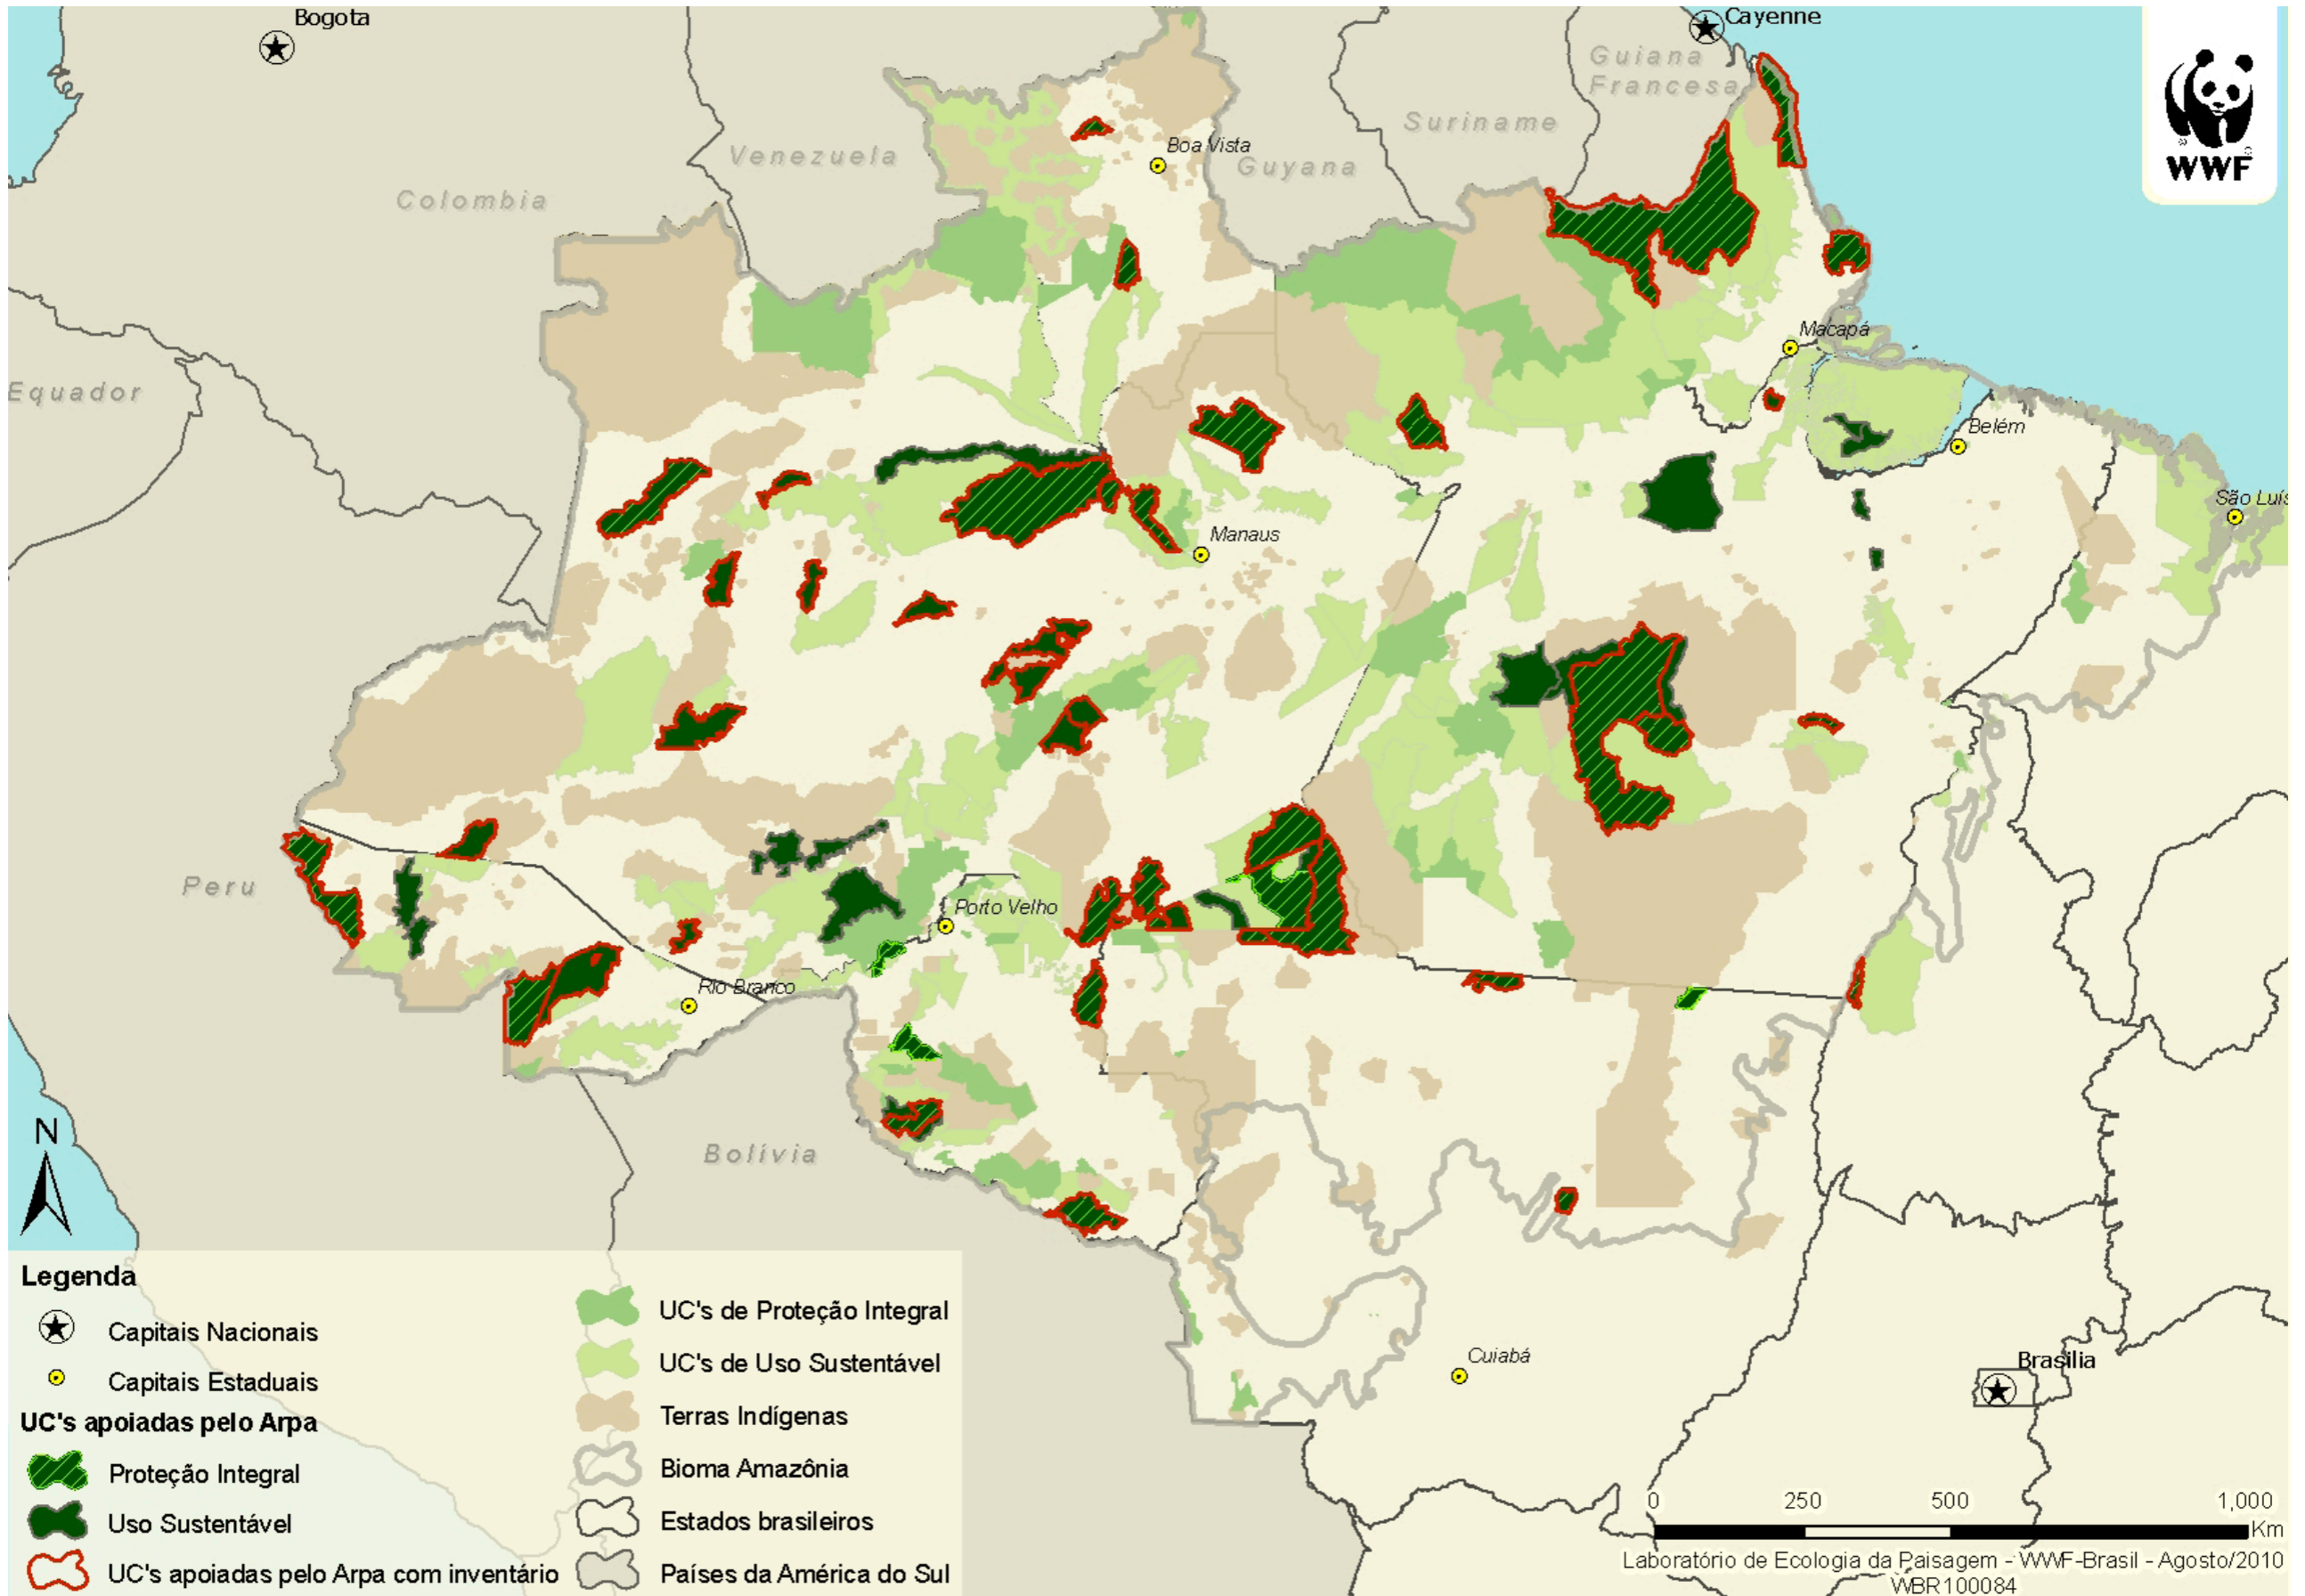 Bogota
Cayenne
Guiana
Francesa
Suriname
Boa Vista
Venezuela
Guyana
Colombia
© ®
WWF
Macapá
Equador
Belém
São Luís
Manaus
Peru
Porto Velho
Rio Branco
Bolívia
N
Cuiabá
Brasilia
Legenda
Capitais Nacionais
Capitais Estaduais
UC's apoiadas pelo Arpa
Proteção Integral
Uso Sustentável
UC's apoiadas pelo Arpa com inventário
UC's de Proteção Integral
UC's de Uso Sustentável
Terras Indígenas
Bioma Amazônia
Estados brasileiros
Países da América do Sul
0 250 500 1,000
Km
Laboratório de Ecologia da Paisagem - WWF-Brasil - Agosto/2010
WBR100084